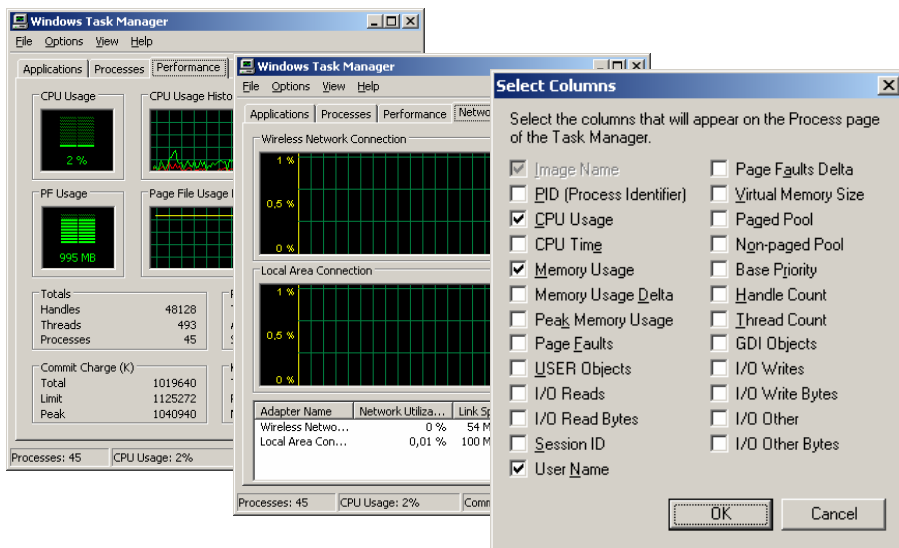 Windows Task Manager
File Options View Help
Applications Processes Performance
CPU Usage CPU Usage Histo
2 %
PF Usage Page File Usage
995 MB
Totals
Handles 48128
Threads 493
Processes 45
Commit Charge (K)
Total 1019640
Limit 1125272
Peak 1040940
Processes: 45 CPU Usage: 2%
Windows Task Manager
File Options View Help
Applications Processes Performance Netwo
Wireless Network Connection
1 %
0,5 %
0 %
Local Area Connection
1 %
0,5 %
0 %
Adapter Name Network Utiliza... Link Sp
Wireless Netwo... 0 % 54 M
Local Area Con... 0,01 % 100 M
Processes: 45 CPU Usage: 2% Comm
Select Columns
Select the columns that will appear on the Process page
of the Task Manager.
Image Name Page Faults Delta
PID (Process Identifier) Virtual Memory Size
CPU Usage Paged Pool
CPU Time Non-paged Pool
Memory Usage Base Priority
Memory Usage Delta Handle Count
Peak Memory Usage Thread Count
Page Faults GDI Objects
USER Objects I/O Writes
I/O Reads I/O Write Bytes
I/O Read Bytes I/O Other
Session ID I/O Other Bytes
User Name
OK Cancel